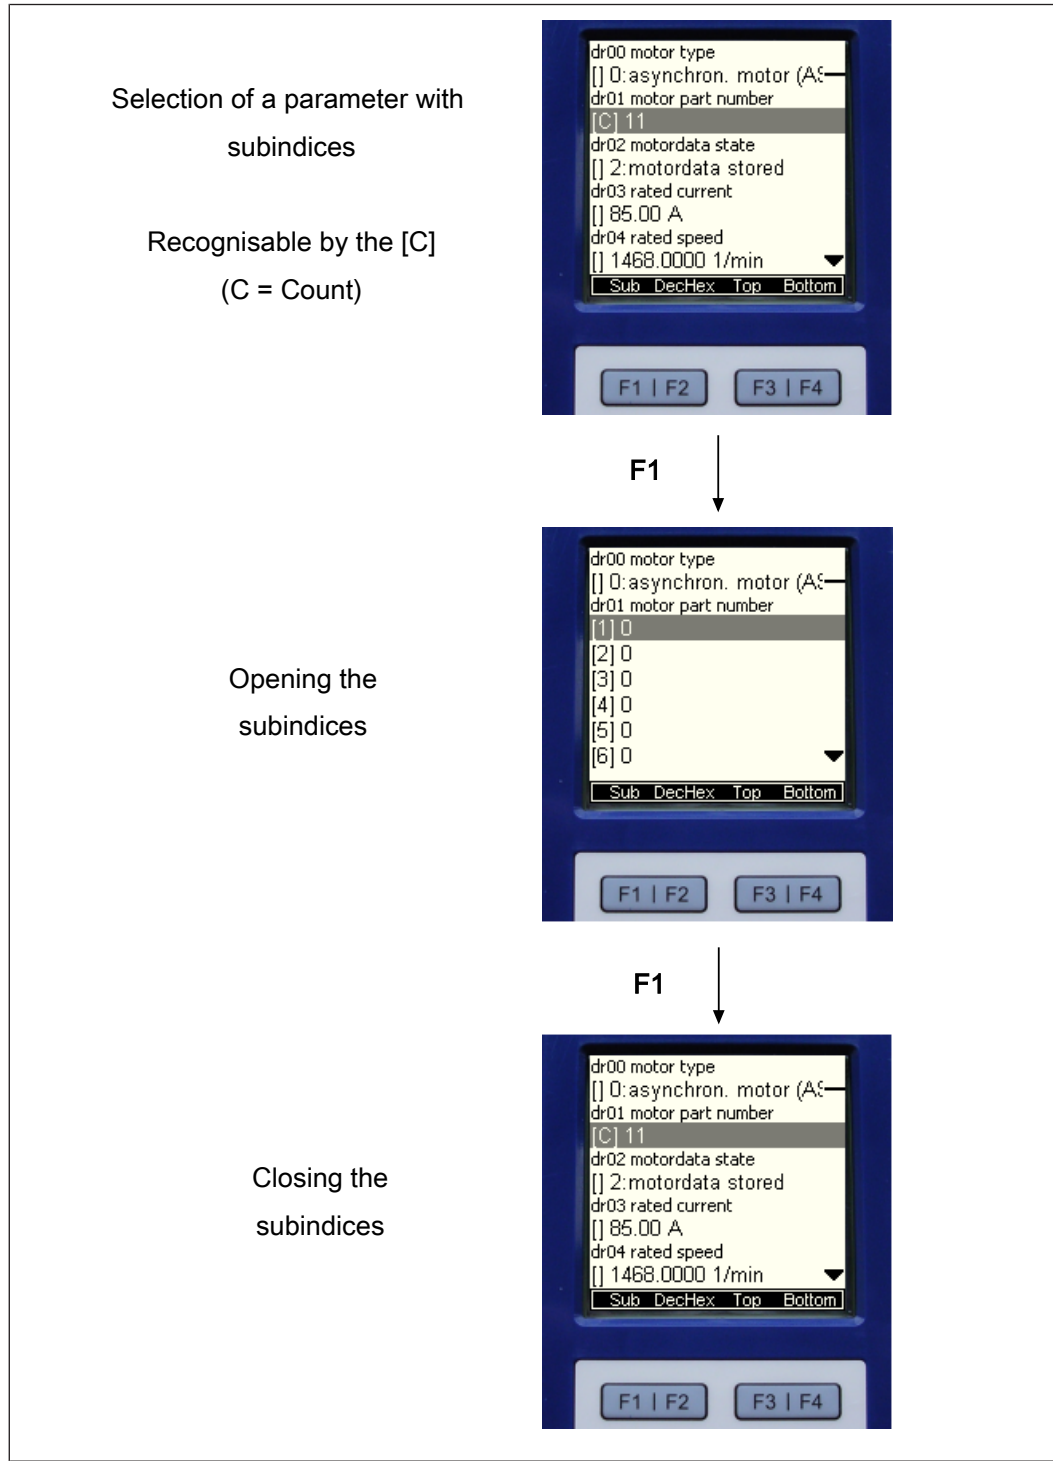 Selection of a parameter with
subindices
Recognisable by the [C]
(C = Count)
dr00 motor type
[] 0:asynchron. motor (AS
dr01 motor part number
[C] 11
dr02 motordata state
[] 2:motordata stored
dr03 rated current
[] 85.00 A
dr04 rated speed
[] 1468.0000 1/min
Sub DecHex Top Bottom
F1 | F2 F3 | F4
F1
Opening the
subindices
dr00 motor type
[] 0:asynchron. motor (AS
dr01 motor part number
[1] 0
[2] 0
[3] 0
[4] 0
[5] 0
[6] 0
Sub DecHex Top Bottom
F1 | F2 F3 | F4
F1
Closing the
subindices
dr00 motor type
[] 0:asynchron. motor (AS
dr01 motor part number
[C] 11
dr02 motordata state
[] 2:motordata stored
dr03 rated current
[] 85.00 A
dr04 rated speed
[] 1468.0000 1/min
Sub DecHex Top Bottom
F1 | F2 F3 | F4